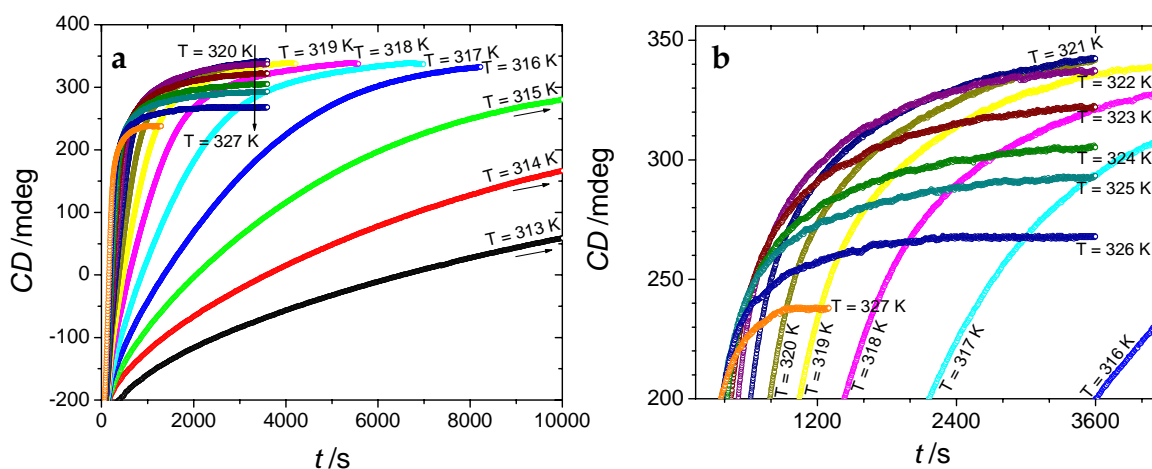 a
400
300
200
100
0
-100
-200
CD /mdeg
0 2000 4000 6000 8000 10000
t /s
T = 320 K
T = 319 K
T = 318 K
T = 317 K
T = 316 K
T = 315 K
T = 314 K
T = 313 K
T = 327 K
b
350
300
250
200
CD /mdeg
1200 2400 3600
t /s
T = 321 K
T = 322 K
T = 323 K
T = 324 K
T = 325 K
T = 326 K
T = 327 K
T = 320 K
T = 319 K
T = 318 K
T = 317 K
T = 316 K